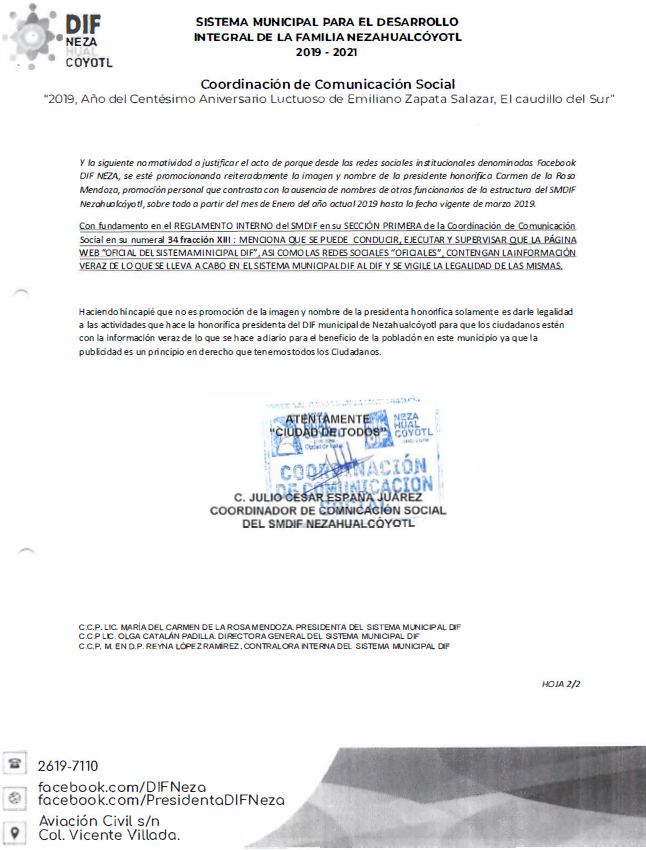 DIF
NEZA
HUAL
COYOTL
SISTEMA MUNICIPAL PARA EL DESARROLLO
INTEGRAL DE LA FAMILIA NEZAHUALCÓYOTL
2019 - 2021
Coordinación de Comunicación Social
"2019, Año del Centésimo Aniversario Luctuoso de Emiliano Zapata Salazar, El caudillo del Sur"
Y la siguiente normatividad a justificar el acto de porque desde las redes sociales institucionales denominadas Facebook
DIF NEZA, se esté promocionando reiteradamente la imagen y nombre de la presidente honorífica Carmen de la Rosa
Mendoza, promoción personal que contrasta con la ausencia de nombres de otros funcionarios de la estructura del SMDIF
Nezahualcóyotl, sobre todo a partir del mes de Enero del año actual 2019 hasta la fecha vigente de marzo 2019.
Con fundamento en el REGLAMENTO INTERNO del SMDIF en su SECCIÓN PRIMERA de la Coordinación de Comunicación
Social en su numeral 34 fracción XIII : MENCIONA QUE SE PUEDE CONDUCIR, EJECUTAR Y SUPERVISAR QUE LA PÁGINA
WEB "OFICIAL DEL SISTEMAMINICIPAL DIF", ASI COMO LAS REDES SOCIALES "OFICIALES", CONTENGAN LA INFORMACIÓN
VERAZ DE LO QUE SE LLEVA A CABO EN EL SISTEMA MUNICIPAL DIF AL DIF Y SE VIGILE LA LEGALIDAD DE LAS MISMAS.
Haciendo hincapié que no es promoción de la imagen y nombre de la presidenta honorífica solamente es darle legalidad
a las actividades que hace la honorifica presidenta del DIF municipal de Nezahualcóyotl para que los ciudadanos estén
con la información veraz de lo que se hace a diario para el beneficio de la población en este municipio ya que la
publicidad es un principio en derecho que tenemos todos los Ciudadanos.
ATENTAMENTE
"CIUDAD DE TODOS"
NEZA
HUAL
COYOTL
COORDINACIÓN
DE COMUNICACION
SOCIAL
C. JULIO CESAR ESPAÑA JUÁREZ
COORDINADOR DE COMNICACIÓN SOCIAL
DEL SMDIF NEZAHUALCÓYOTL
C.C.P. LIC. MARÍA DEL CARMEN DE LA ROSA MENDOZA. PRESIDENTA DEL SISTEMA MUNICIPAL DIF
C.C.P LIC. OLGA CATALÁN PADILLA. DIRECTORA GENERAL DEL SISTEMA MUNICIPAL DIF
C.C.P, M. EN D.P. REYNA LÓPEZ RAMÍREZ. CONTRALORA INTERNA DEL SISTEMA MUNICIPAL DIF
HOJA 2/2
2619-7110
facebook.com/DIFNeza
facebook.com/PresidentaDIFNeza
Aviación Civil s/n
Col. Vicente Villada.